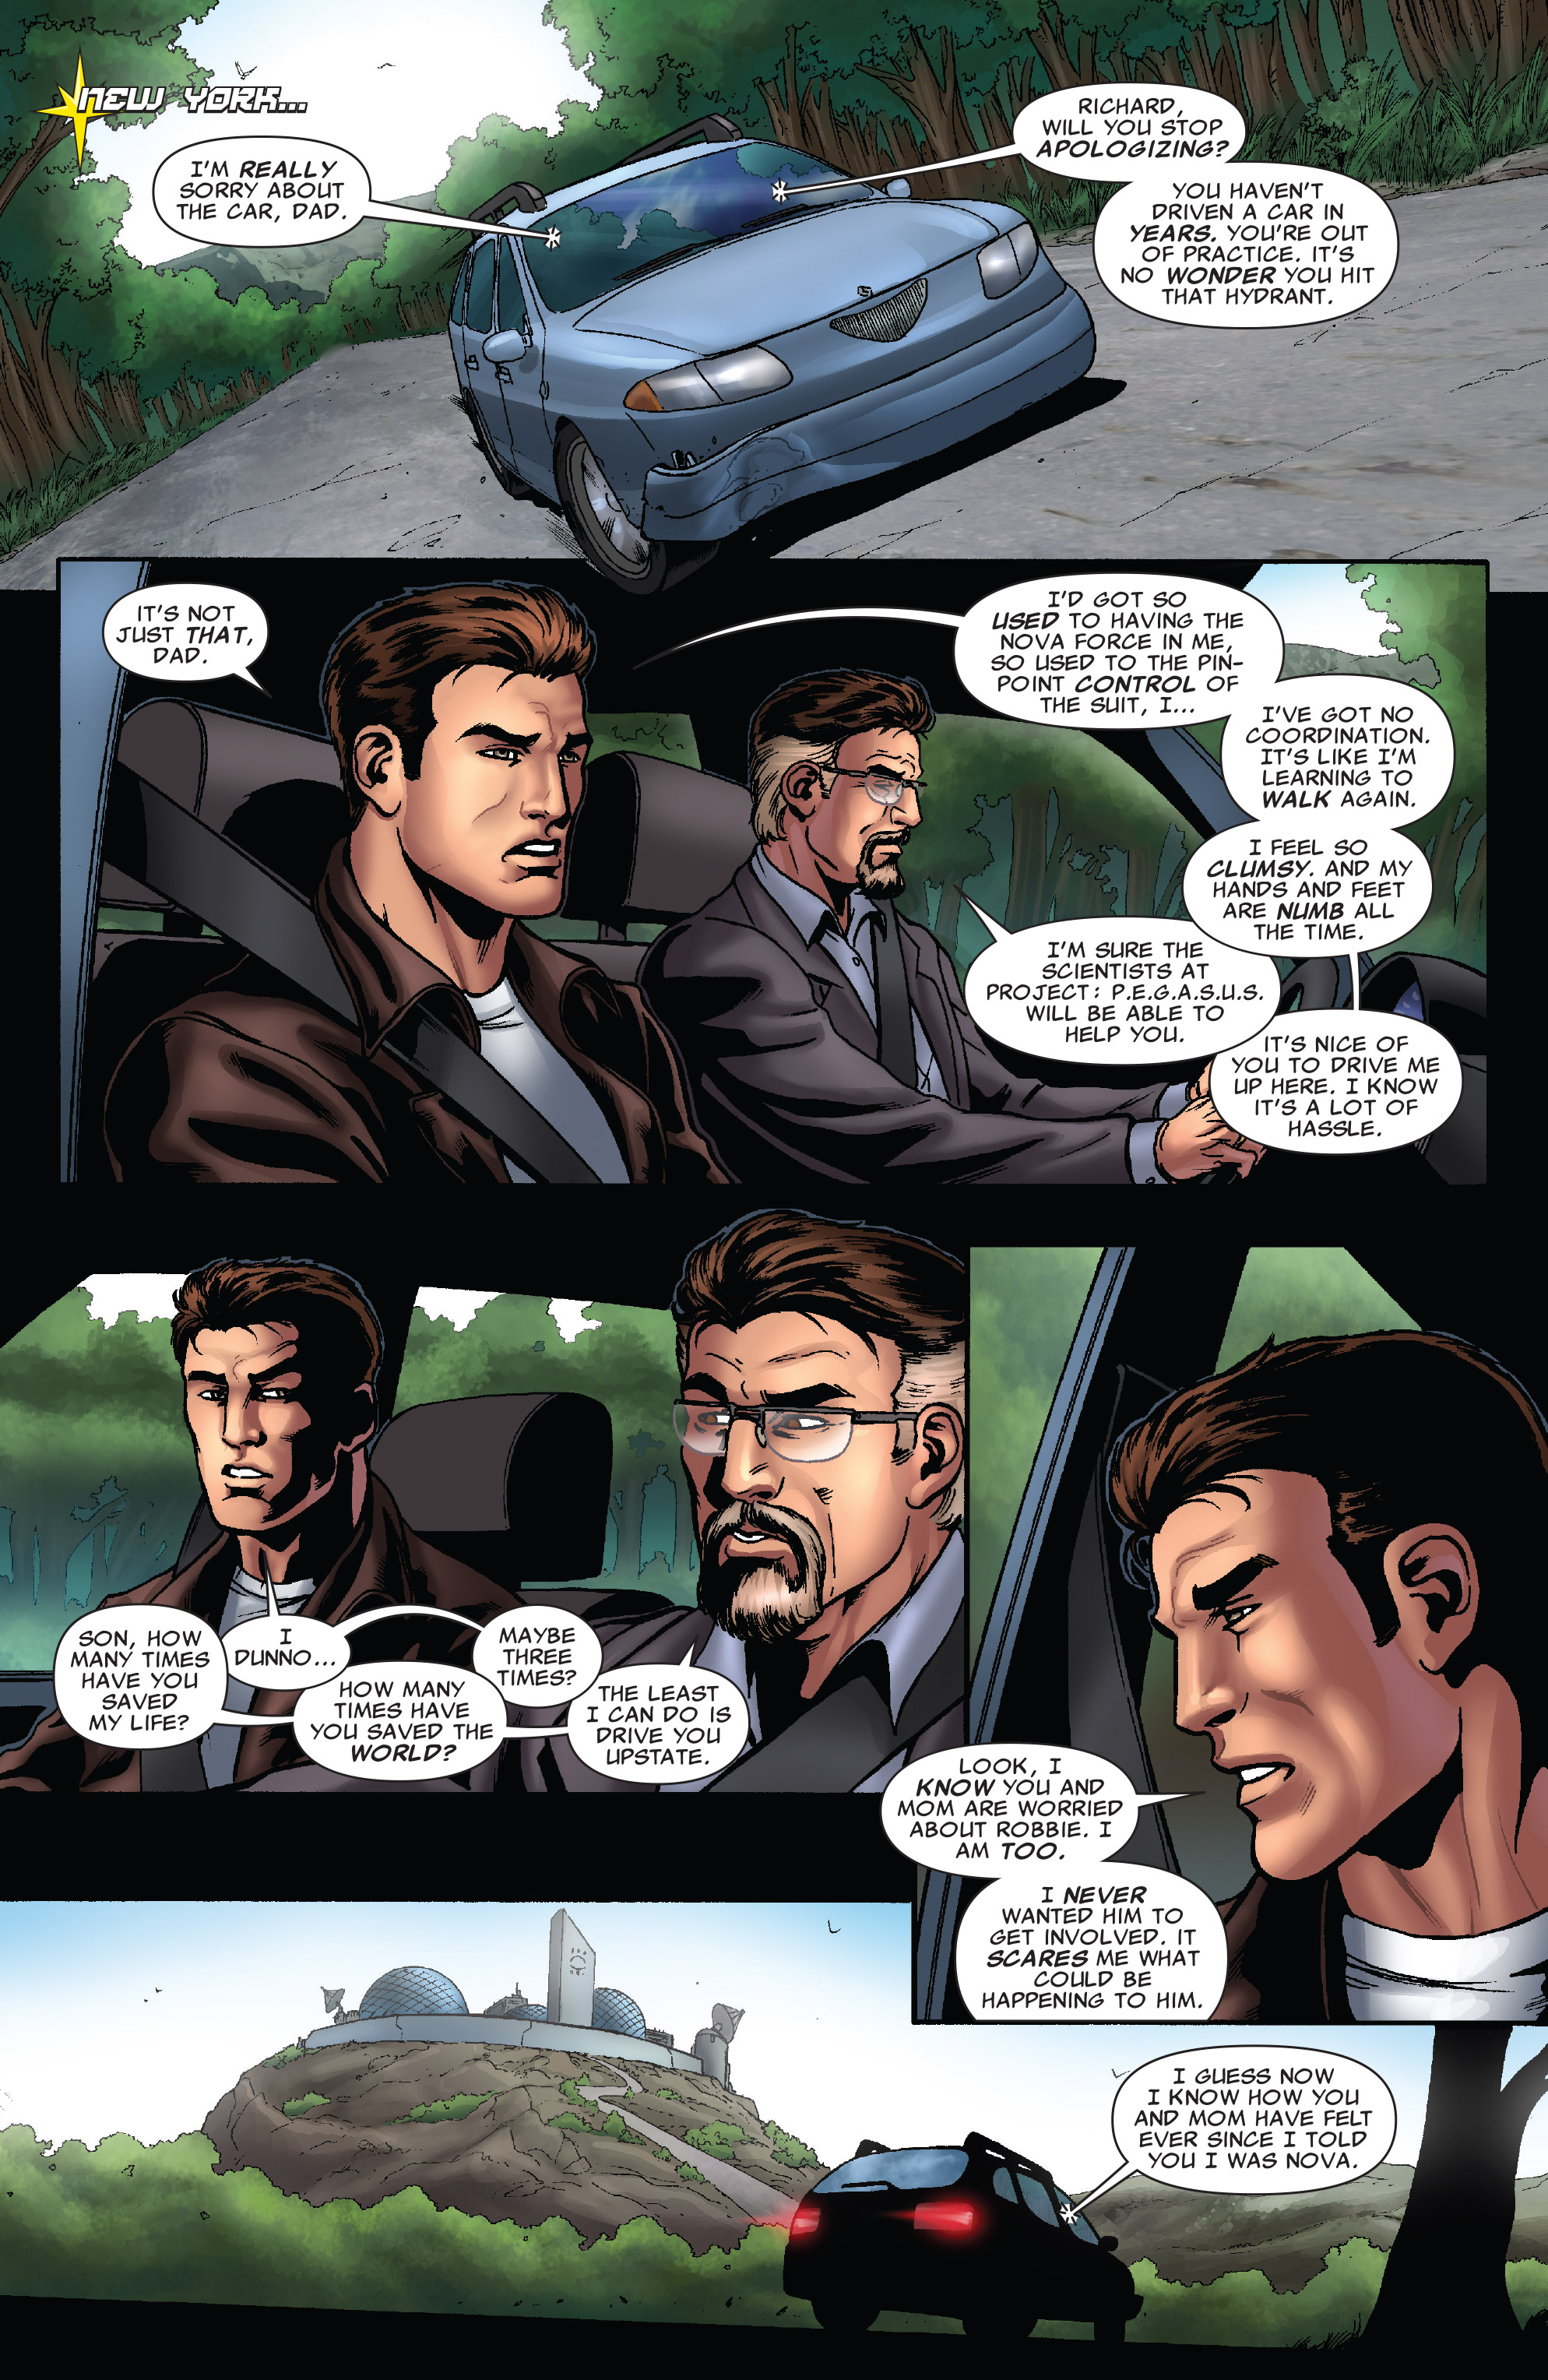 NEW YORK...
I'M REALLY
SORRY ABOUT
THE CAR, DAD.
RICHARD,
WILL YOU STOP
APOLOGIZING?
YOU HAVEN'T
DRIVEN A CAR IN
YEARS. YOU'RE OUT
OF PRACTICE. IT'S
NO WONDER YOU HIT
THAT HYDRANT.
IT'S NOT
JUST THAT,
DAD.
I'D GOT SO
USED TO HAVING THE
NOVA FORCE IN ME,
SO USED TO THE PIN-
POINT CONTROL OF
THE SUIT, I...
I'VE GOT NO
COORDINATION.
IT'S LIKE I'M
LEARNING TO
WALK AGAIN.
I FEEL SO
CLUMSY. AND MY
HANDS AND FEET
ARE NUMB ALL
THE TIME.
I'M SURE THE
SCIENTISTS AT
PROJECT: P.E.G.A.S.U.S.
WILL BE ABLE TO
HELP YOU.
IT'S NICE OF
YOU TO DRIVE ME
UP HERE. I KNOW
IT'S A LOT OF
HASSLE.
SON, HOW
MANY TIMES
HAVE YOU
SAVED
MY LIFE?
I
DUNNO...
MAYBE
THREE
TIMES?
HOW MANY
TIMES HAVE
YOU SAVED THE
WORLD?
THE LEAST
I CAN DO IS
DRIVE YOU
UPSTATE.
LOOK, I
KNOW YOU AND
MOM ARE WORRIED
ABOUT ROBBIE. I
AM TOO.
I NEVER
WANTED HIM TO
GET INVOLVED. IT
SCARES ME WHAT
COULD BE
HAPPENING TO HIM.
I GUESS NOW
I KNOW HOW YOU
AND MOM HAVE FELT
EVER SINCE I TOLD
YOU I WAS NOVA.